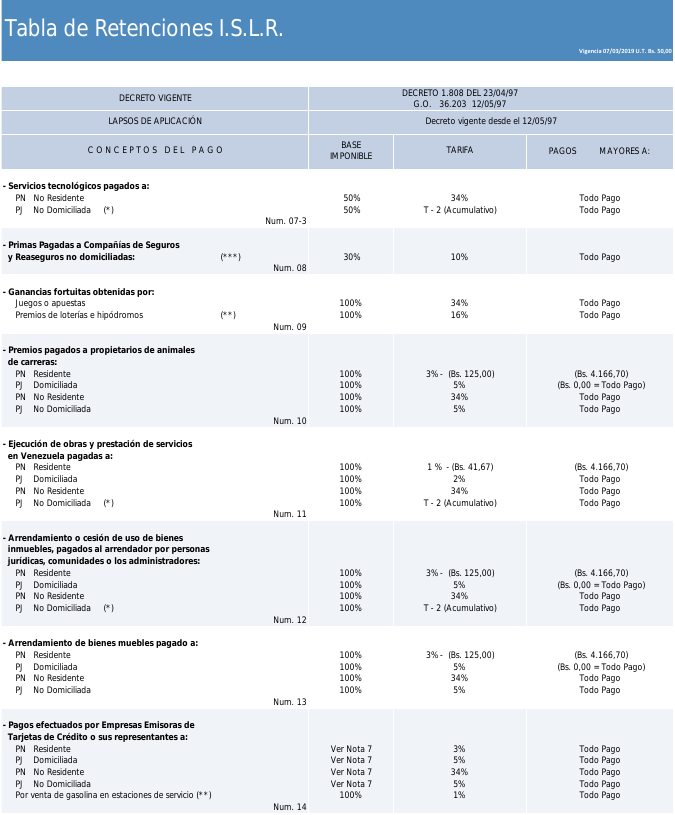 Tabla de Retenciones I.S.L.R.
Vigencia 07/03/2019 U.T. Bs. 50,00
DECRETO VIGENTE DECRETO 1.808 DEL 23/04/97
G.O. 36.203 12/05/97
LAPSOS DE APLICACIÓN Decreto vigente desde el 12/05/97
CONCEPTOS DEL PAGO BASE IMPONIBLE TARIFA PAGOS MAYORES A:
- Servicios tecnológicos pagados a:
PN No Residente 50% 34% Todo Pago
PJ No Domiciliada (*) 50% T - 2 (Acumulativo) Todo Pago
Num. 07-3
- Primas Pagadas a Compañías de Seguros
y Reaseguros no domiciliadas: (***) 30% 10% Todo Pago
Num. 08
- Ganancias fortuitas obtenidas por:
Juegos o apuestas 100% 34% Todo Pago
Premios de loterías e hipódromos (**) 100% 16% Todo Pago
Num. 09
- Premios pagados a propietarios de animales
de carreras:
PN Residente 100% 3% - (Bs. 125,00) (Bs. 4.166,70)
PJ Domiciliada 100% 5% (Bs. 0,00 = Todo Pago)
PN No Residente 100% 34% Todo Pago
PJ No Domiciliada 100% 5% Todo Pago
Num. 10
- Ejecución de obras y prestación de servicios
en Venezuela pagadas a:
PN Residente 100% 1 % - (Bs. 41,67) (Bs. 4.166,70)
PJ Domiciliada 100% 2% Todo Pago
PN No Residente 100% 34% Todo Pago
PJ No Domiciliada (*) 100% T - 2 (Acumulativo) Todo Pago
Num. 11
- Arrendamiento o cesión de uso de bienes
inmuebles, pagados al arrendador por personas
jurídicas, comunidades o los administradores:
PN Residente 100% 3% - (Bs. 125,00) (Bs. 4.166,70)
PJ Domiciliada 100% 5% (Bs. 0,00 = Todo Pago)
PN No Residente 100% 34% Todo Pago
PJ No Domiciliada (*) 100% T - 2 (Acumulativo) Todo Pago
Num. 12
- Arrendamiento de bienes muebles pagado a:
PN Residente 100% 3% - (Bs. 125,00) (Bs. 4.166,70)
PJ Domiciliada 100% 5% (Bs. 0,00 = Todo Pago)
PN No Residente 100% 34% Todo Pago
PJ No Domiciliada 100% 5% Todo Pago
Num. 13
- Pagos efectuados por Empresas Emisoras de
Tarjetas de Crédito o sus representantes a:
PN Residente Ver Nota 7 3% Todo Pago
PJ Domiciliada Ver Nota 7 5% Todo Pago
PN No Residente Ver Nota 7 34% Todo Pago
PJ No Domiciliada Ver Nota 7 5% Todo Pago
Por venta de gasolina en estaciones de servicio (**) 100% 1% Todo Pago
Num. 14